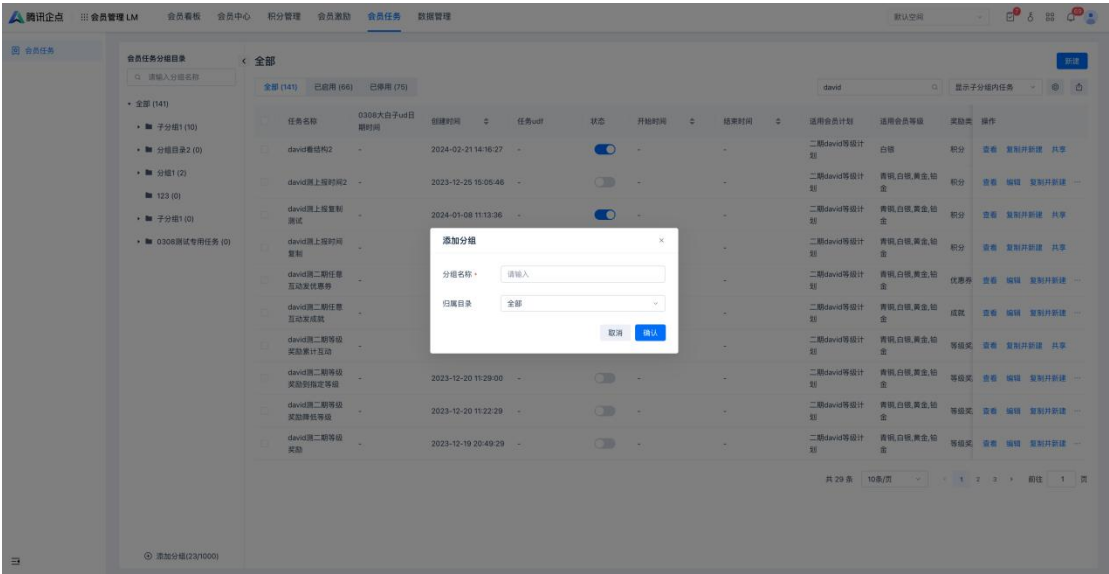 腾讯企点 会员管理 LM 会员看板 会员中心 积分管理 会员激励 会员任务 数据管理 默认空间
会员任务
会员任务分组目录
请输入分组名称
全部 (141)
子分组1 (10)
分组目录2 (0)
分组1 (2)
123 (0)
子分组1 (0)
0308测试专用任务 (0)
添加分组(23/1000)
全部 新建
全部 (141) 已启用 (66) 已停用 (75) david 显示子分组内任务
任务名称 0308大白子ud日期时间 创建时间 任务udf 状态 开始时间 结束时间 适用会员计划 适用会员等级 奖励类 操作
david看结构2 - 2024-02-21 14:16:27 - - - 二期david等级计划 白银 积分 查看 复制并新建 共享
david测上报时间2 - 2023-12-25 15:05:46 - - - 二期david等级计划 青铜,白银,黄金,铂金 积分 查看 编辑 复制并新建 ...
david测上报复制测试 - 2024-01-08 11:13:36 - - - 二期david等级计划 青铜,白银,黄金,铂金 积分 查看 复制并新建 共享
david测上报时间复制 - 二期david等级计划 青铜,白银,黄金,铂金 积分 查看 复制并新建 共享
david测二期任意互动发优惠券 - 二期david等级计划 青铜,白银,黄金,铂金 优惠券 查看 编辑 复制并新建 ...
david测二期任意互动发成就 - 二期david等级计划 青铜,白银,黄金,铂金 成就 查看 编辑 复制并新建 ...
david测二期等级奖励累计互动 - 二期david等级计划 青铜,白银,黄金,铂金 等级奖 查看 复制并新建 共享
david测二期等级奖励到指定等级 - 2023-12-20 11:29:00 - - - 二期david等级计划 青铜,白银,黄金,铂金 等级奖 查看 编辑 复制并新建 ...
david测二期等级奖励降低等级 - 2023-12-20 11:22:29 - - - 二期david等级计划 青铜,白银,黄金,铂金 等级奖 查看 编辑 复制并新建 ...
david测二期等级奖励 - 2023-12-19 20:49:29 - - - 二期david等级计划 青铜,白银,黄金,铂金 等级奖 查看 编辑 复制并新建 ...
共 29 条 10条/页 1 2 3 前往 1 页
添加分组
分组名称 请输入
归属目录 全部
取消 确认